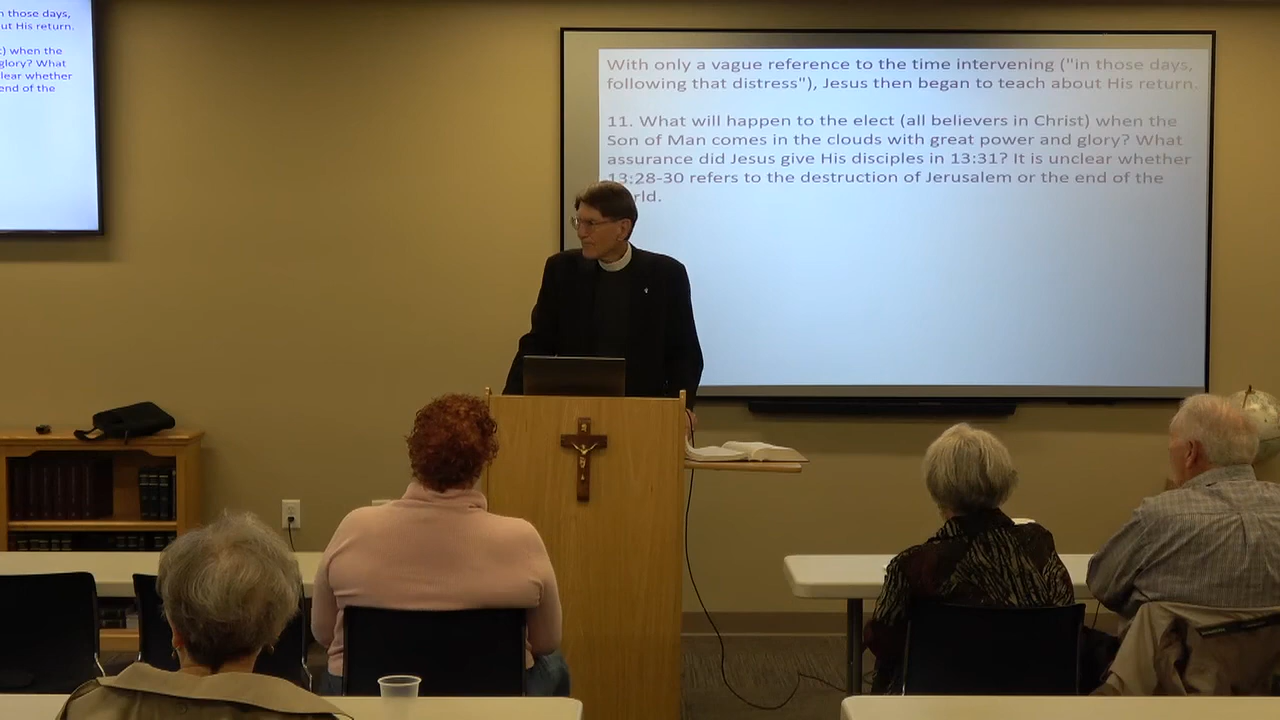 n those days,
ut His return.
) when the
glory? What
lear whether
end of the
With only a vague reference to the time intervening ("in those days,
following that distress"), Jesus then began to teach about His return.
11. What will happen to the elect (all believers in Christ) when the
Son of Man comes in the clouds with great power and glory? What
assurance did Jesus give His disciples in 13:31? It is unclear whether
13:28-30 refers to the destruction of Jerusalem or the end of the
rld.